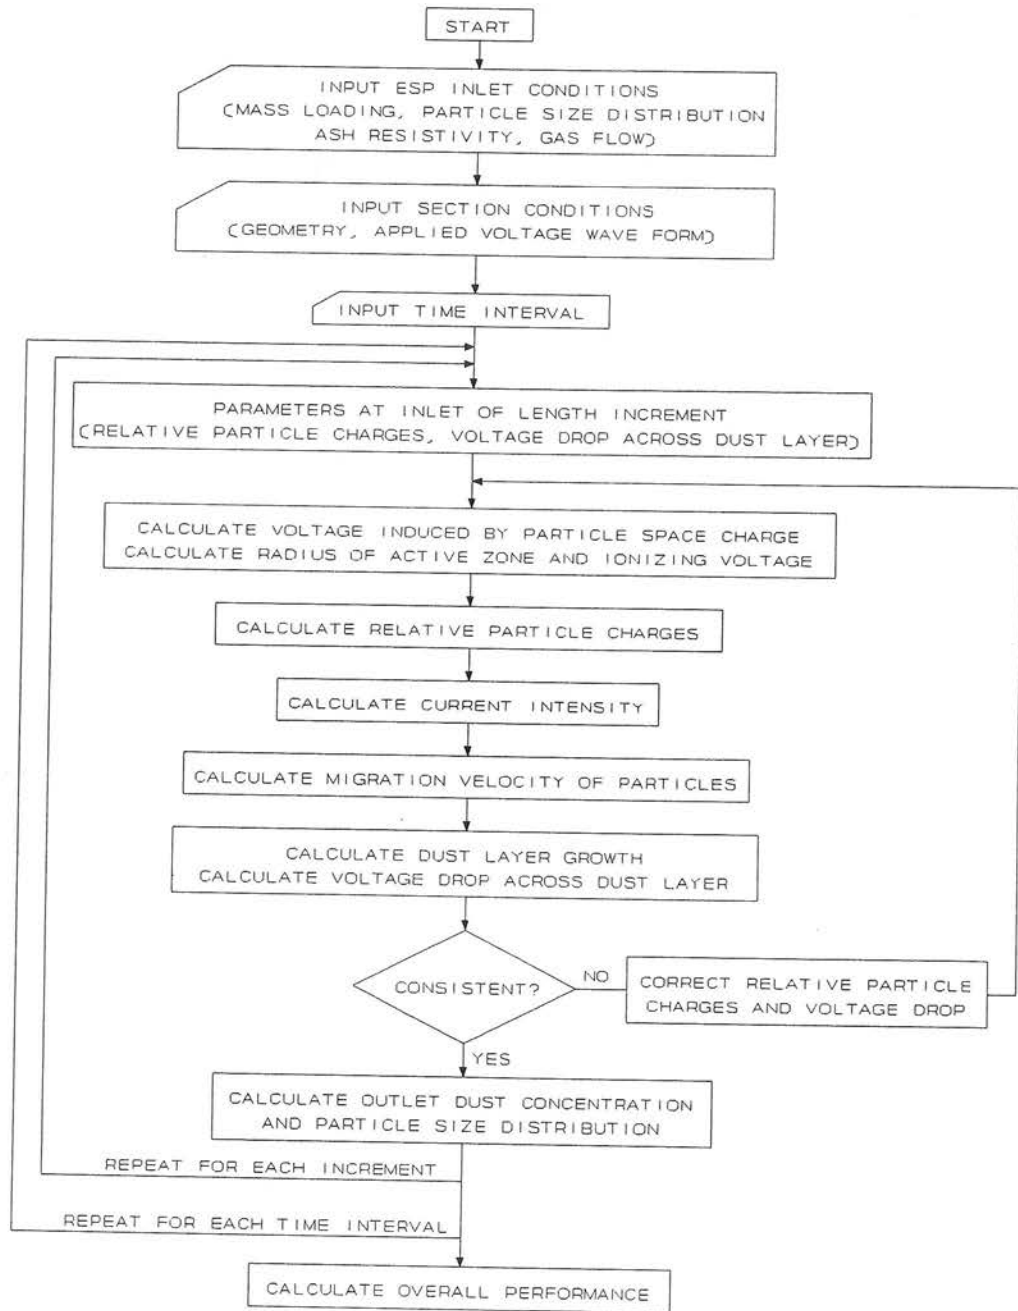 START
INPUT ESP INLET CONDITIONS
(MASS LOADING, PARTICLE SIZE DISTRIBUTION
ASH RESISTIVITY, GAS FLOW)
INPUT SECTION CONDITIONS
(GEOMETRY, APPLIED VOLTAGE WAVE FORM)
INPUT TIME INTERVAL
PARAMETERS AT INLET OF LENGTH INCREMENT
(RELATIVE PARTICLE CHARGES, VOLTAGE DROP ACROSS DUST LAYER)
CALCULATE VOLTAGE INDUCED BY PARTICLE SPACE CHARGE
CALCULATE RADIUS OF ACTIVE ZONE AND IONIZING VOLTAGE
CALCULATE RELATIVE PARTICLE CHARGES
CALCULATE CURRENT INTENSITY
CALCULATE MIGRATION VELOCITY OF PARTICLES
CALCULATE DUST LAYER GROWTH
CALCULATE VOLTAGE DROP ACROSS DUST LAYER
CONSISTENT?
NO
CORRECT RELATIVE PARTICLE
CHARGES AND VOLTAGE DROP
YES
CALCULATE OUTLET DUST CONCENTRATION
AND PARTICLE SIZE DISTRIBUTION
REPEAT FOR EACH INCREMENT
REPEAT FOR EACH TIME INTERVAL
CALCULATE OVERALL PERFORMANCE